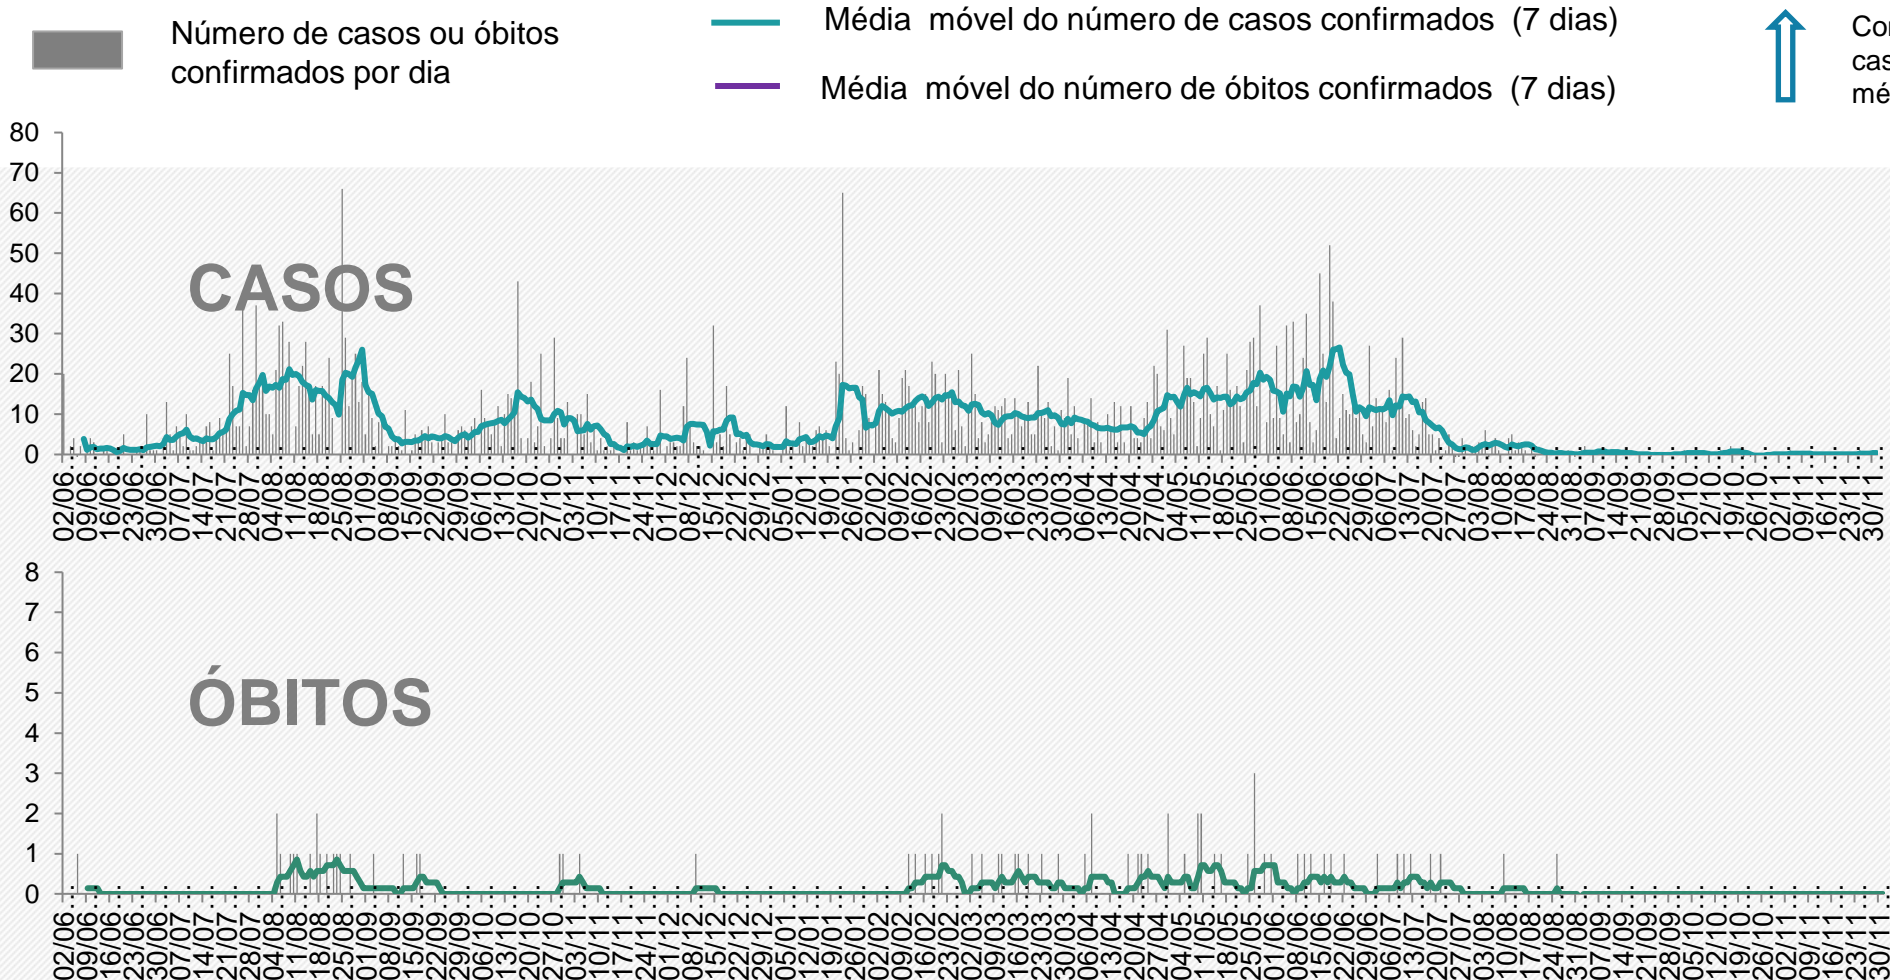 Número de casos ou óbitos
confirmados por dia
Média móvel do número de casos confirmados (7 dias)
Média móvel do número de óbitos confirmados (7 dias)
80
70
60
50
40
30
20
10
0
CASOS
02/06 09/06 16/06 23/06 30/06 07/07 14/07 21/07 28/07 04/08 11/08 18/08 25/08 01/09 08/09 15/09 22/09 29/09 06/10 13/10 20/10 27/10 03/11 10/11 17/11 24/11 01/12 08/12 15/12 22/12 29/12 05/01 12/01 19/01 26/01 02/02 09/02 16/02 23/02 02/03 09/03 16/03 23/03 30/03 06/04 13/04 20/04 27/04 04/05 11/05 18/05 25/05 01/06 08/06 15/06 22/06 29/06 06/07 13/07 20/07 27/07 03/08 10/08 17/08 24/08 31/08 07/09 14/09 21/09 28/09 05/10 12/10 19/10 26/10 02/11 09/11 16/11 23/11 30/11
8
7
6
5
4
3
2
1
0
ÓBITOS
02/06 09/06 16/06 23/06 30/06 07/07 14/07 21/07 28/07 04/08 11/08 18/08 25/08 01/09 08/09 15/09 22/09 29/09 06/10 13/10 20/10 27/10 03/11 10/11 17/11 24/11 01/12 08/12 15/12 22/12 29/12 05/01 12/01 19/01 26/01 02/02 09/02 16/02 23/02 02/03 09/03 16/03 23/03 30/03 06/04 13/04 20/04 27/04 04/05 11/05 18/05 25/05 01/06 08/06 15/06 22/06 29/06 06/07 13/07 20/07 27/07 03/08 10/08 17/08 24/08 31/08 07/09 14/09 21/09 28/09 05/10 12/10 19/10 26/10 02/11 09/11 16/11 23/11 30/11